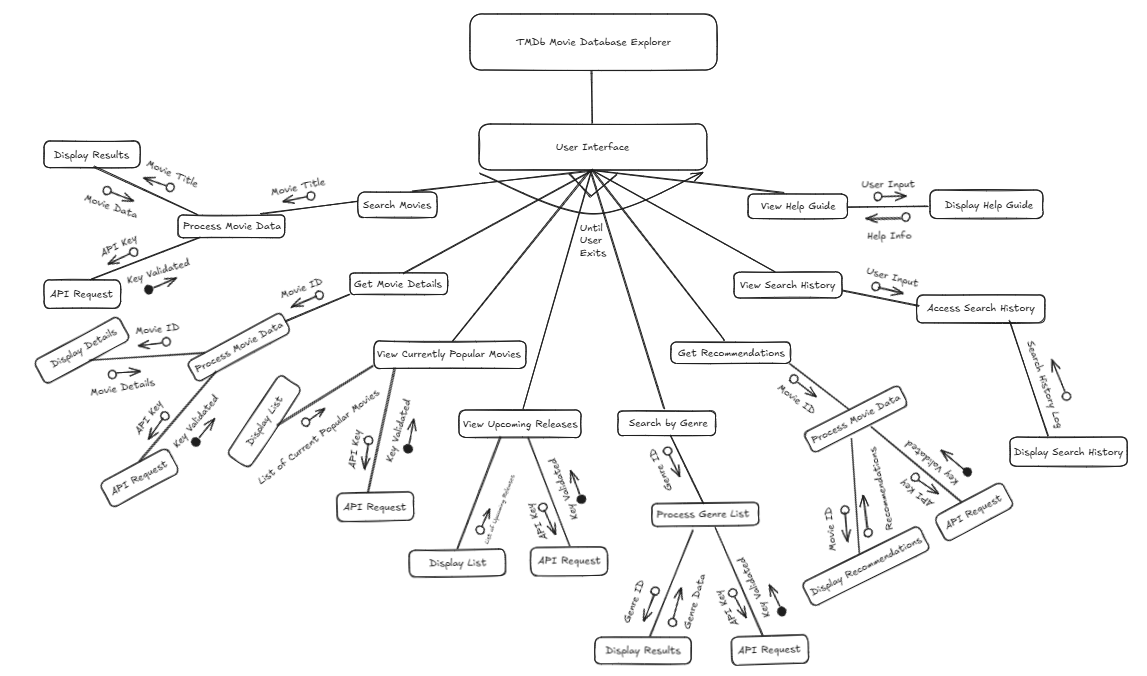 TMDb Movie Database Explorer
User Interface
Until
User
Exits
Display Results
Movie Title
Movie Data
Movie Title
Search Movies
Process Movie Data
API Key
Key Validated
API Request
Get Movie Details
Movie ID
Process Movie Data
Movie ID
Display Details
Movie Details
API Key
Key Validated
API Request
View Currently Popular Movies
Display List
List of Current Popular Movies
API Key
Key Validated
API Request
View Upcoming Releases
List of Upcoming Releases
API Key
Key Validated
Display List
API Request
Search by Genre
Genre ID
Process Genre List
Genre ID
Genre Data
API Key
Key Validated
Display Results
API Request
Get Recommendations
Movie ID
Process Movie Data
Movie ID
Recommendations
API Key
Key Validated
Display Recommendations
API Request
View Search History
User Input
Access Search History
Search History Log
Display Search History
View Help Guide
User Input
Help Info
Display Help Guide